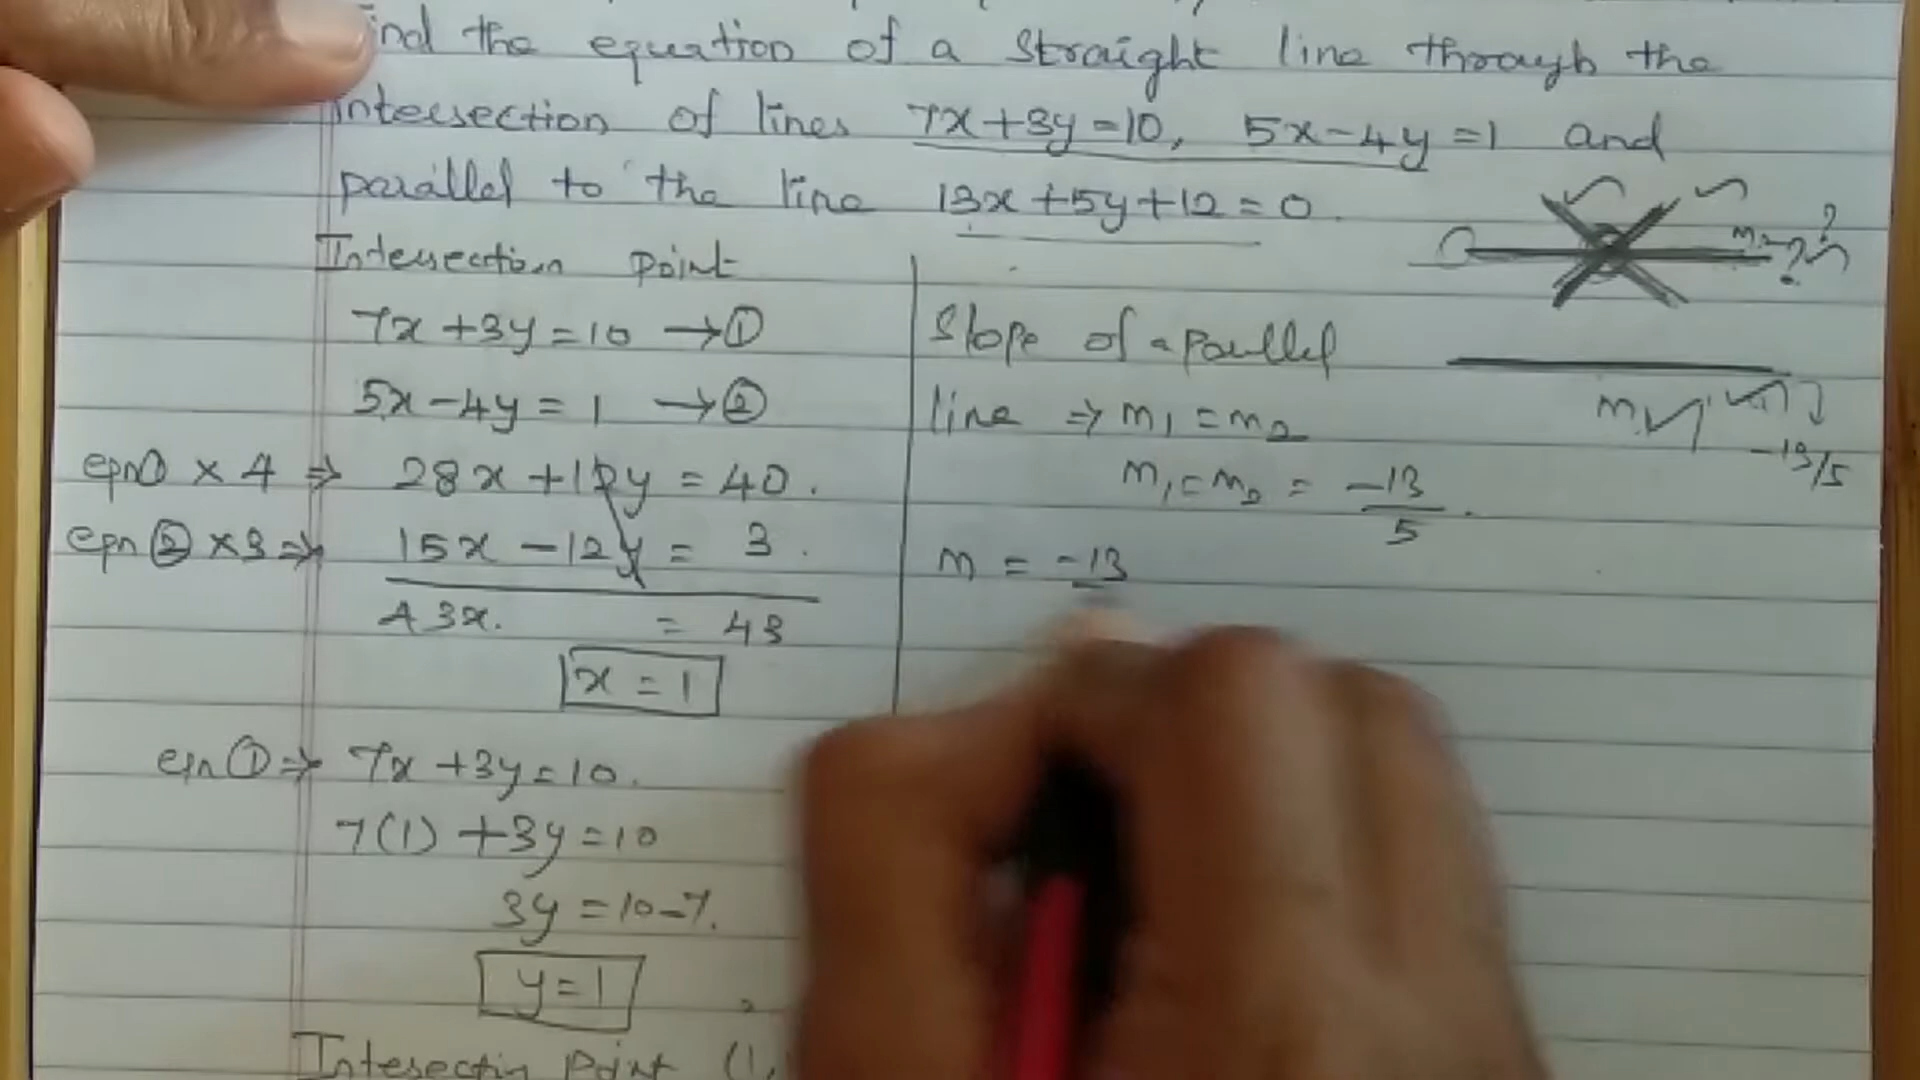 ind the equation of a straight line through the
intersection of lines 7x+3y=10, 5x-4y=1 and
parallel to the line 13x+5y+12=0.
Intersection point
7x+3y=10 →①
5x-4y=1 →②
eqn① × 4 ⇒ 28x+12y=40.
eqn② ×3 ⇒ 15x-12y= 3.
43x. = 43
x = 1
eqn① ⇒ 7x+3y=10.
7(1) +3y=10
3y =10-7.
y=1
Intersectin point (1,
Slope of a parallel
line ⇒ m₁ = m₂
m₁=m₂ = -13/5.
m = -13
m₂=?
?
m₁
-13/5